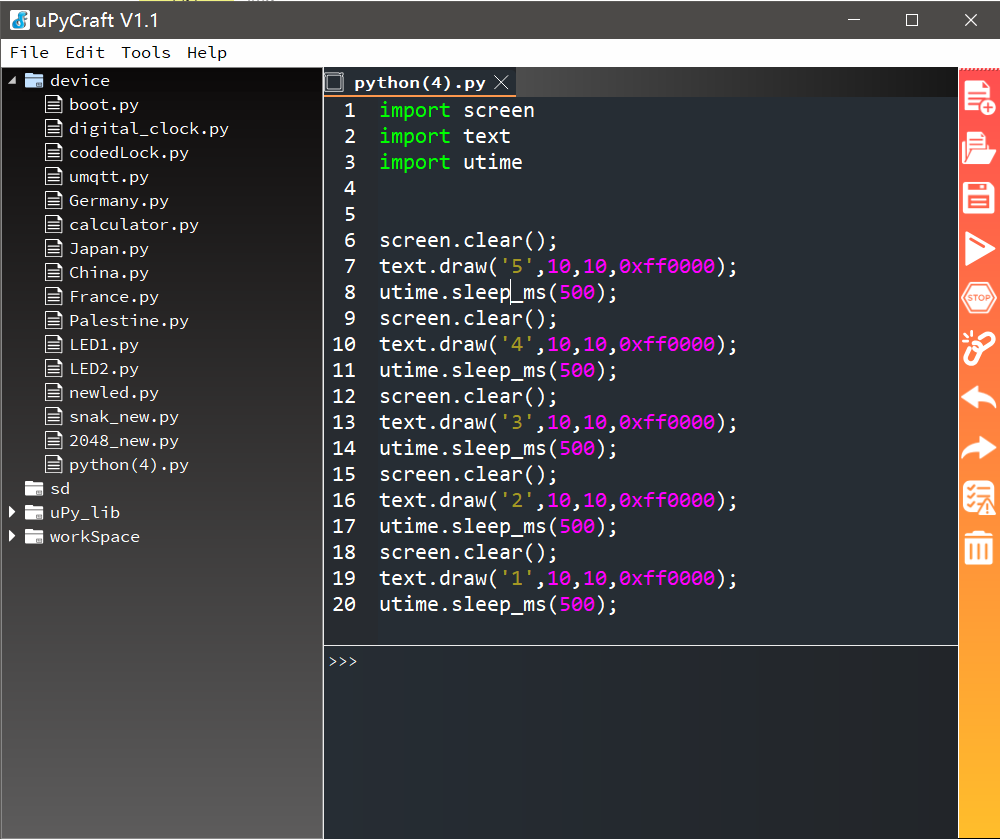 uPyCraft V1.1
File Edit Tools Help
device
boot.py
digital_clock.py
codedLock.py
umqtt.py
Germany.py
calculator.py
Japan.py
China.py
France.py
Palestine.py
LED1.py
LED2.py
newled.py
snak_new.py
2048_new.py
python(4).py
sd
uPy_lib
workSpace
python(4).py
1 import screen
2 import text
3 import utime
4
5
6 screen.clear();
7 text.draw('5',10,10,0xff0000);
8 utime.sleep_ms(500);
9 screen.clear();
10 text.draw('4',10,10,0xff0000);
11 utime.sleep_ms(500);
12 screen.clear();
13 text.draw('3',10,10,0xff0000);
14 utime.sleep_ms(500);
15 screen.clear();
16 text.draw('2',10,10,0xff0000);
17 utime.sleep_ms(500);
18 screen.clear();
19 text.draw('1',10,10,0xff0000);
20 utime.sleep_ms(500);
>>>
STOP